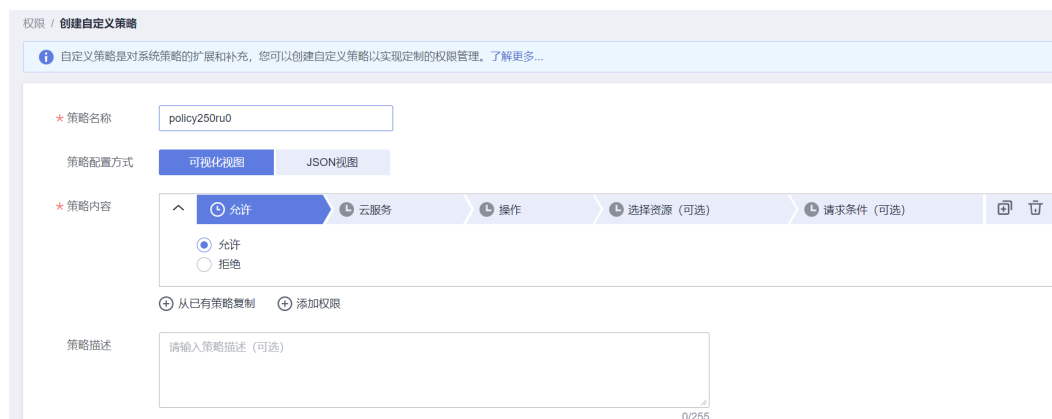 权限 / 创建自定义策略
自定义策略是对系统策略的扩展和补充，您可以创建自定义策略以实现定制的权限管理。了解更多...
* 策略名称 policy250ru0
策略配置方式 可视化视图 JSON视图
* 策略内容 允许 云服务 操作 选择资源（可选） 请求条件（可选）
允许
拒绝
从已有策略复制 添加权限
策略描述 请输入策略描述（可选）
0/255